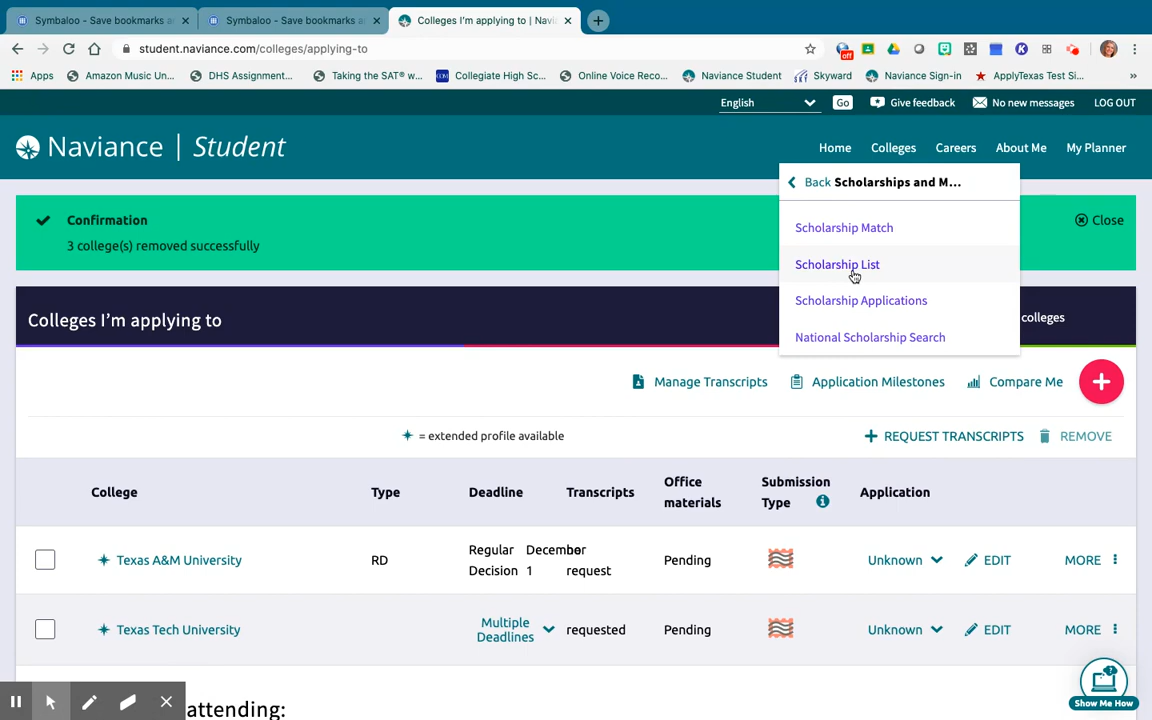 Symbaloo - Save bookmarks a
Symbaloo - Save bookmarks a
Colleges I'm applying to | Navi
student.naviance.com/colleges/applying-to
off
Apps
Amazon Music Un...
DHS Assignment...
Taking the SAT® w...
Collegiate High Sc...
Online Voice Reco...
Naviance Student
Skyward
Naviance Sign-in
ApplyTexas Test Si...
»
English
Go
Give feedback
No new messages
LOG OUT
Naviance | Student
Home
Colleges
Careers
About Me
My Planner
Back Scholarships and M...
Scholarship Match
Scholarship List
Scholarship Applications
National Scholarship Search
Confirmation
Close
3 college(s) removed successfully
Colleges I'm applying to
colleges
Manage Transcripts
Application Milestones
Compare Me
= extended profile available
REQUEST TRANSCRIPTS
REMOVE
College
Type
Deadline
Transcripts
Office materials
Submission Type
Application
Texas A&M University
RD
Regular Decision
December 1
request
Pending
Unknown
EDIT
MORE
Texas Tech University
Multiple Deadlines
requested
Pending
Unknown
EDIT
MORE
attending:
Show Me How